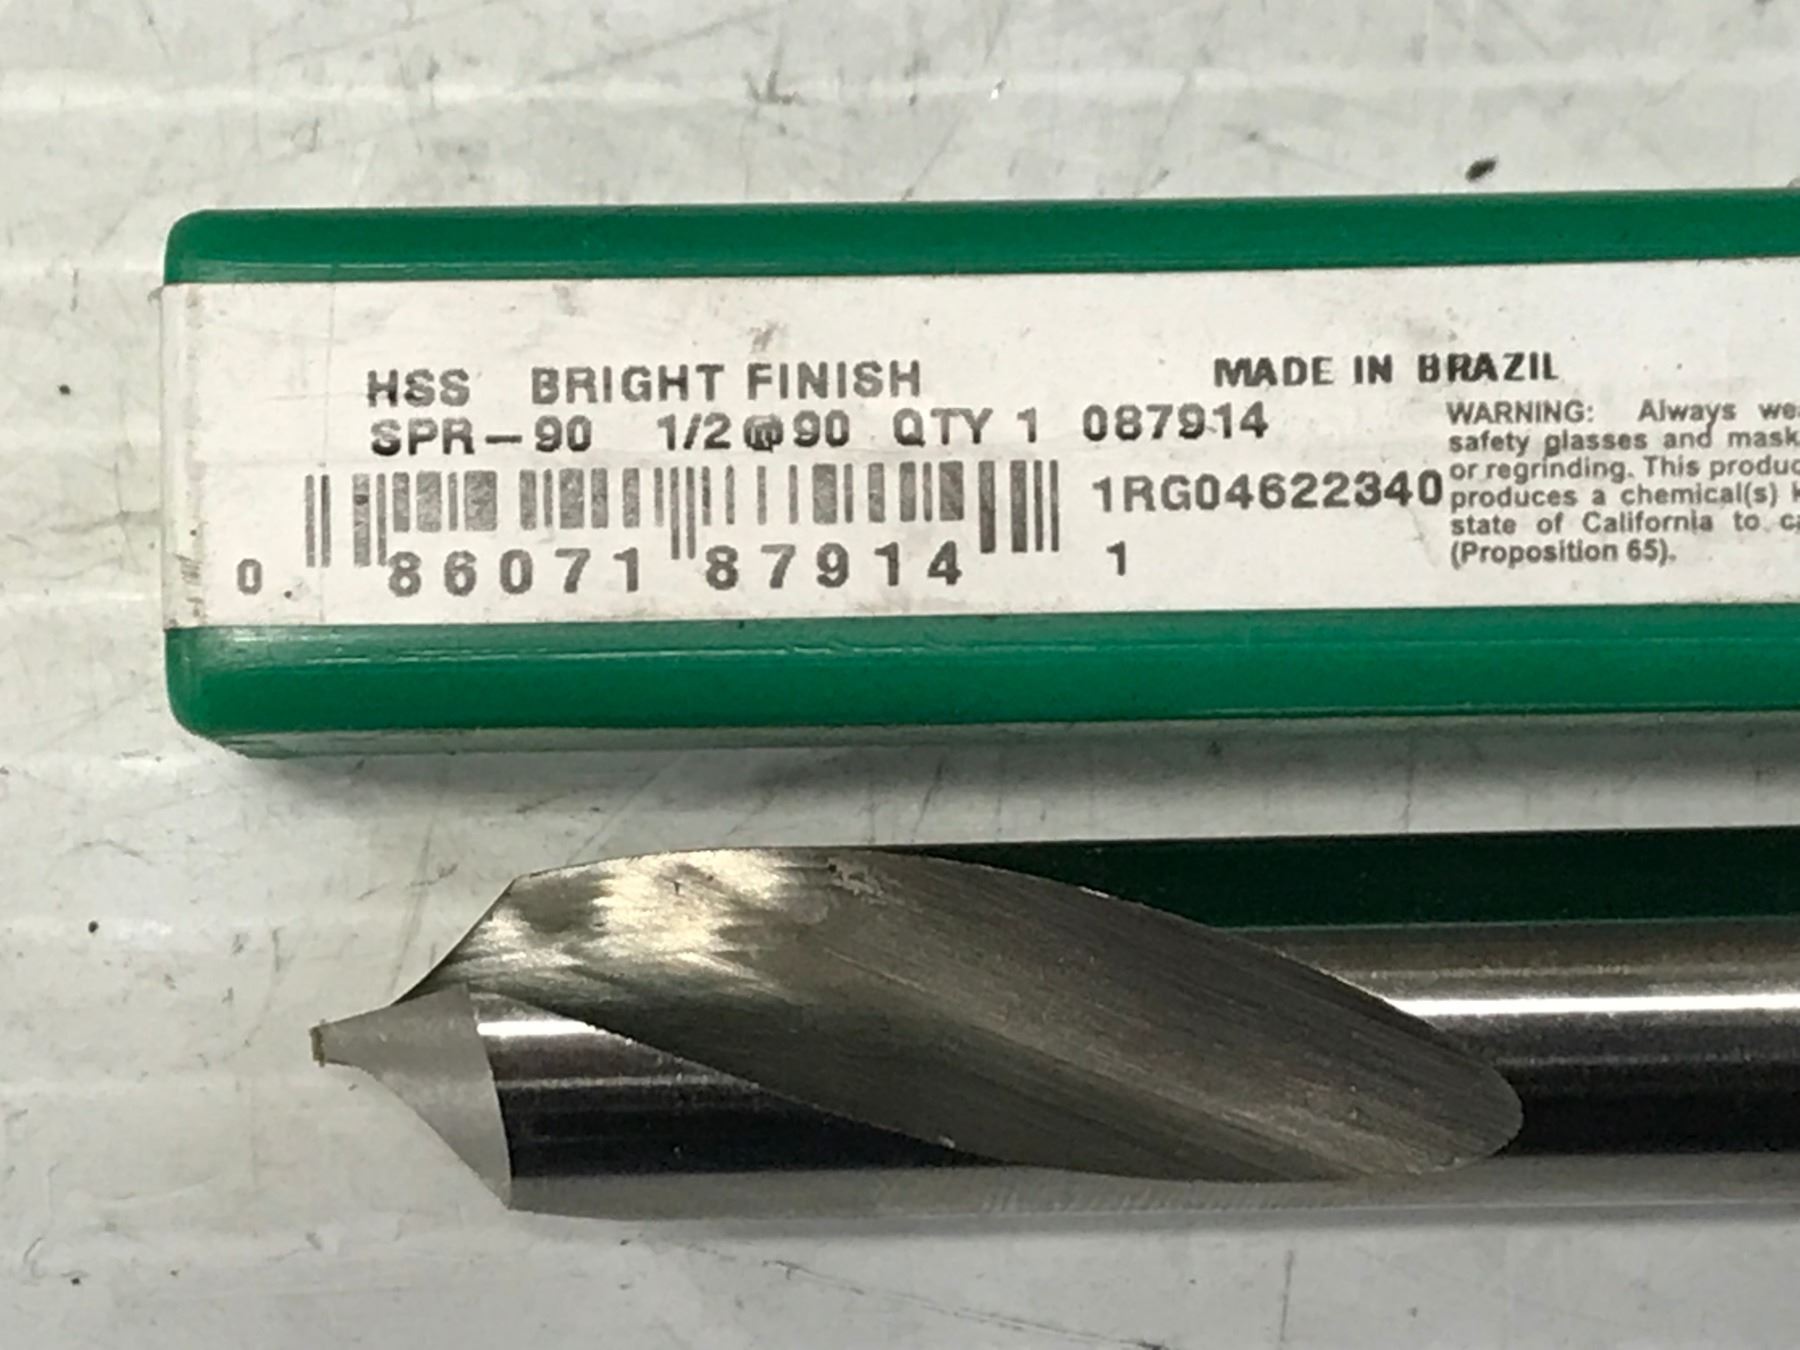 HSS BRIGHT FINISH MADE IN BRAZIL
SPR-90 1/2@90 QTY 1 087914
WARNING: Always
safety glasses and mask
or regrinding. This
1RG04622340
produces a chemical(s)
state of California to
(Proposition 65).
0 86071 87914 1